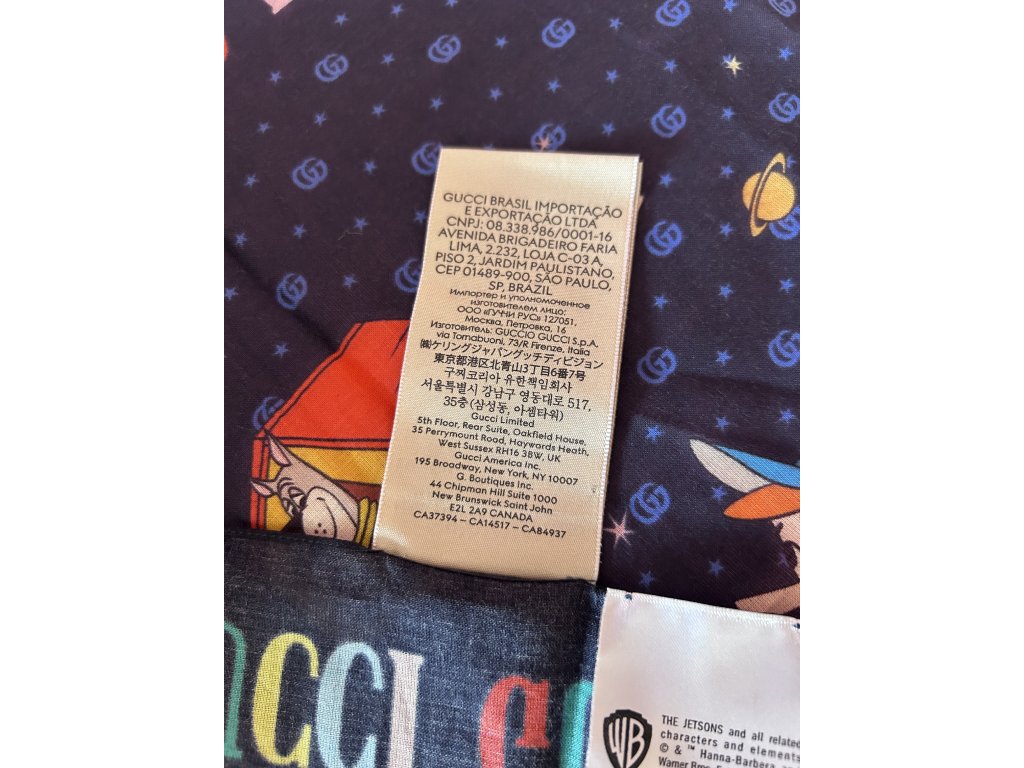 GUCCI BRASIL IMPORTAÇÃO
E EXPORTAÇÃO LTDA
CNPJ: 08.338.986/0001-16
AVENIDA BRIGADEIRO FARIA
LIMA, 2.232, LOJA C-03 A,
PISO 2, JARDIM PAULISTANO,
CEP 01489-900, SÃO PAULO,
SP, BRAZIL
Импортер и уполномоченное
изготовителем лицо:
ООО «ГУЧЧИ РУС» 127051,
Москва, Петровка, 16
Изготовитель: GUCCIO GUCCI S.p.A.
via Tornabuoni, 73/R Firenze, Italia
㈱ケリングジャパングッチディビジョン
東京都港区北青山3丁目6番7号
구찌코리아 유한책임회사
서울특별시 강남구 영동대로 517,
35층 (삼성동, 아셈타워)
Gucci Limited
5th Floor, Rear Suite, Oakfield House,
35 Perrymount Road, Haywards Heath,
West Sussex RH16 3BW, UK
Gucci America Inc.
195 Broadway, New York, NY 10007
G. Boutiques Inc.
44 Chipman Hill Suite 1000
New Brunswick Saint John
E2L 2A9 CANADA
CA37394 – CA14517 – CA84937
UCCI
WB
THE JETSONS and all related
characters and elements
© & ™ Hanna-Barbera
Warner Bros.